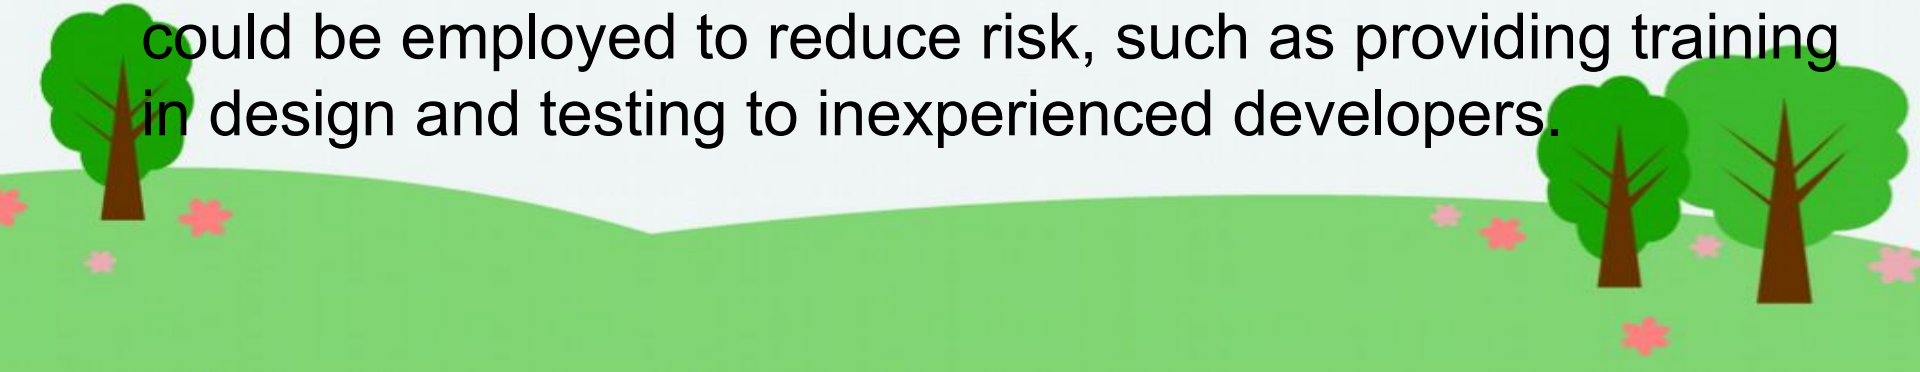 could be employed to reduce risk, such as providing training
in design and testing to inexperienced developers.